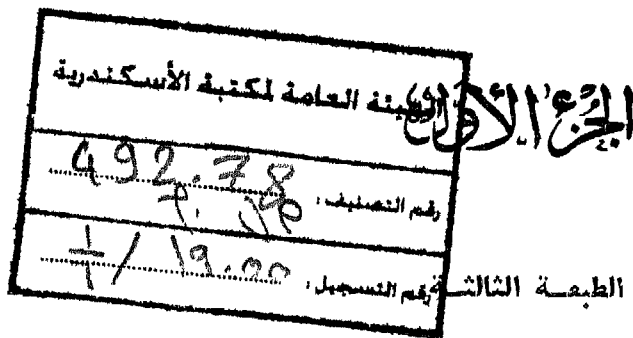 الجزء الأول
الهيئة العامة لمكتبة الأسكندرية
رقم التصنيف: 492.78
رقم التسجيل:
الطبعة الثالثة